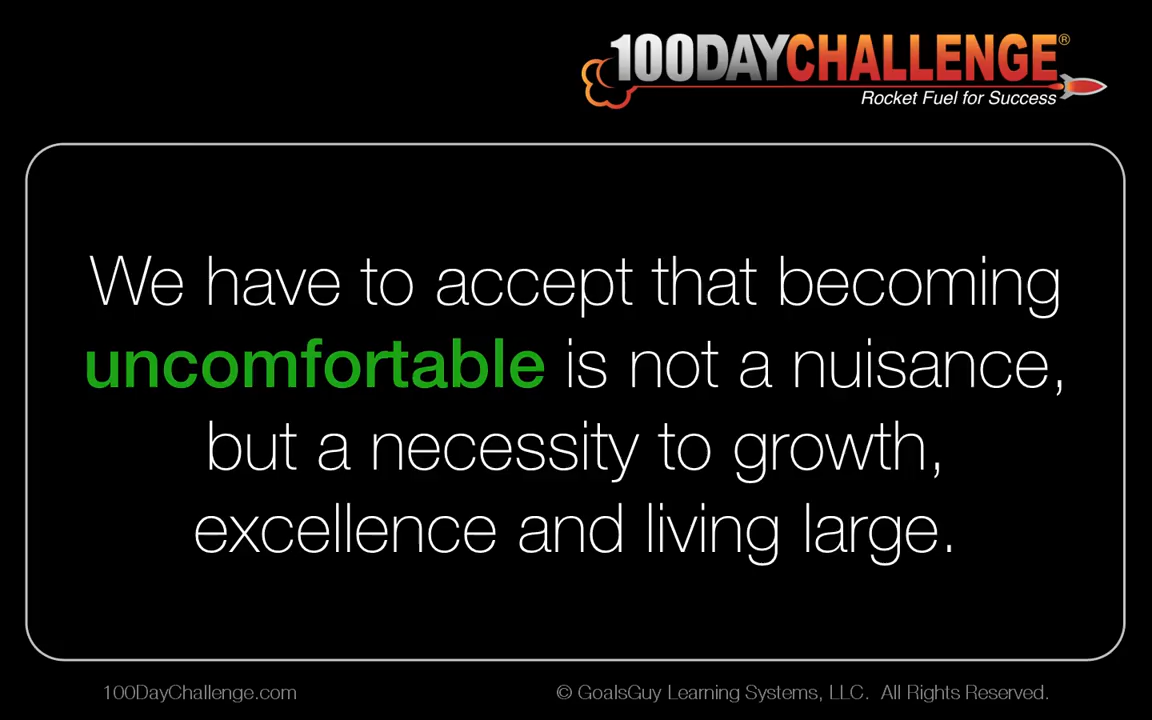 100DAYCHALLENGE®
Rocket Fuel for Success
We have to accept that becoming
uncomfortable is not a nuisance,
but a necessity to growth,
excellence and living large.
100DayChallenge.com
© GoalsGuy Learning Systems, LLC. All Rights Reserved.